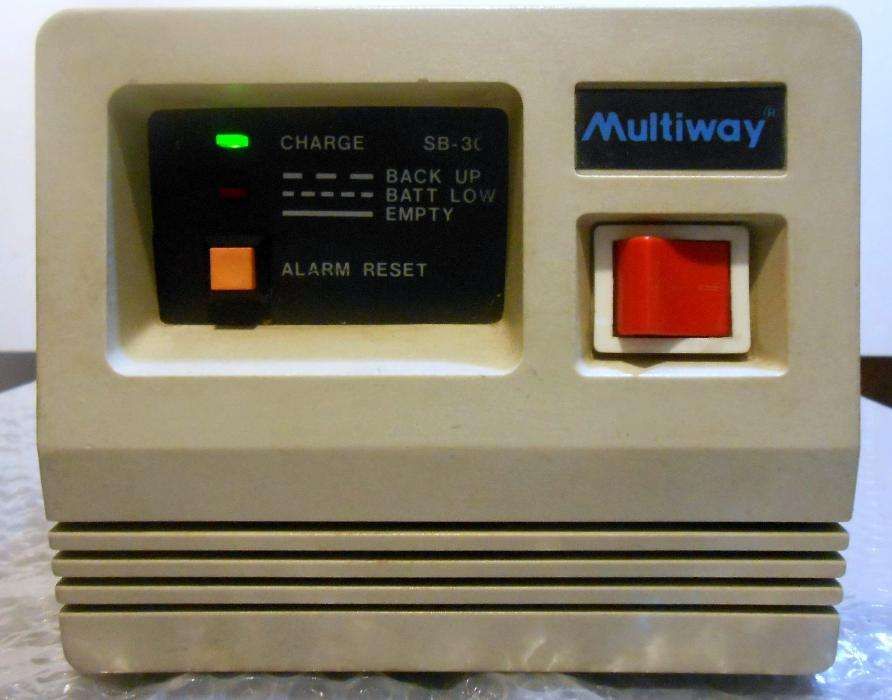 CHARGE
BACK UP
BATT LOW
EMPTY
ALARM RESET
Multiway®